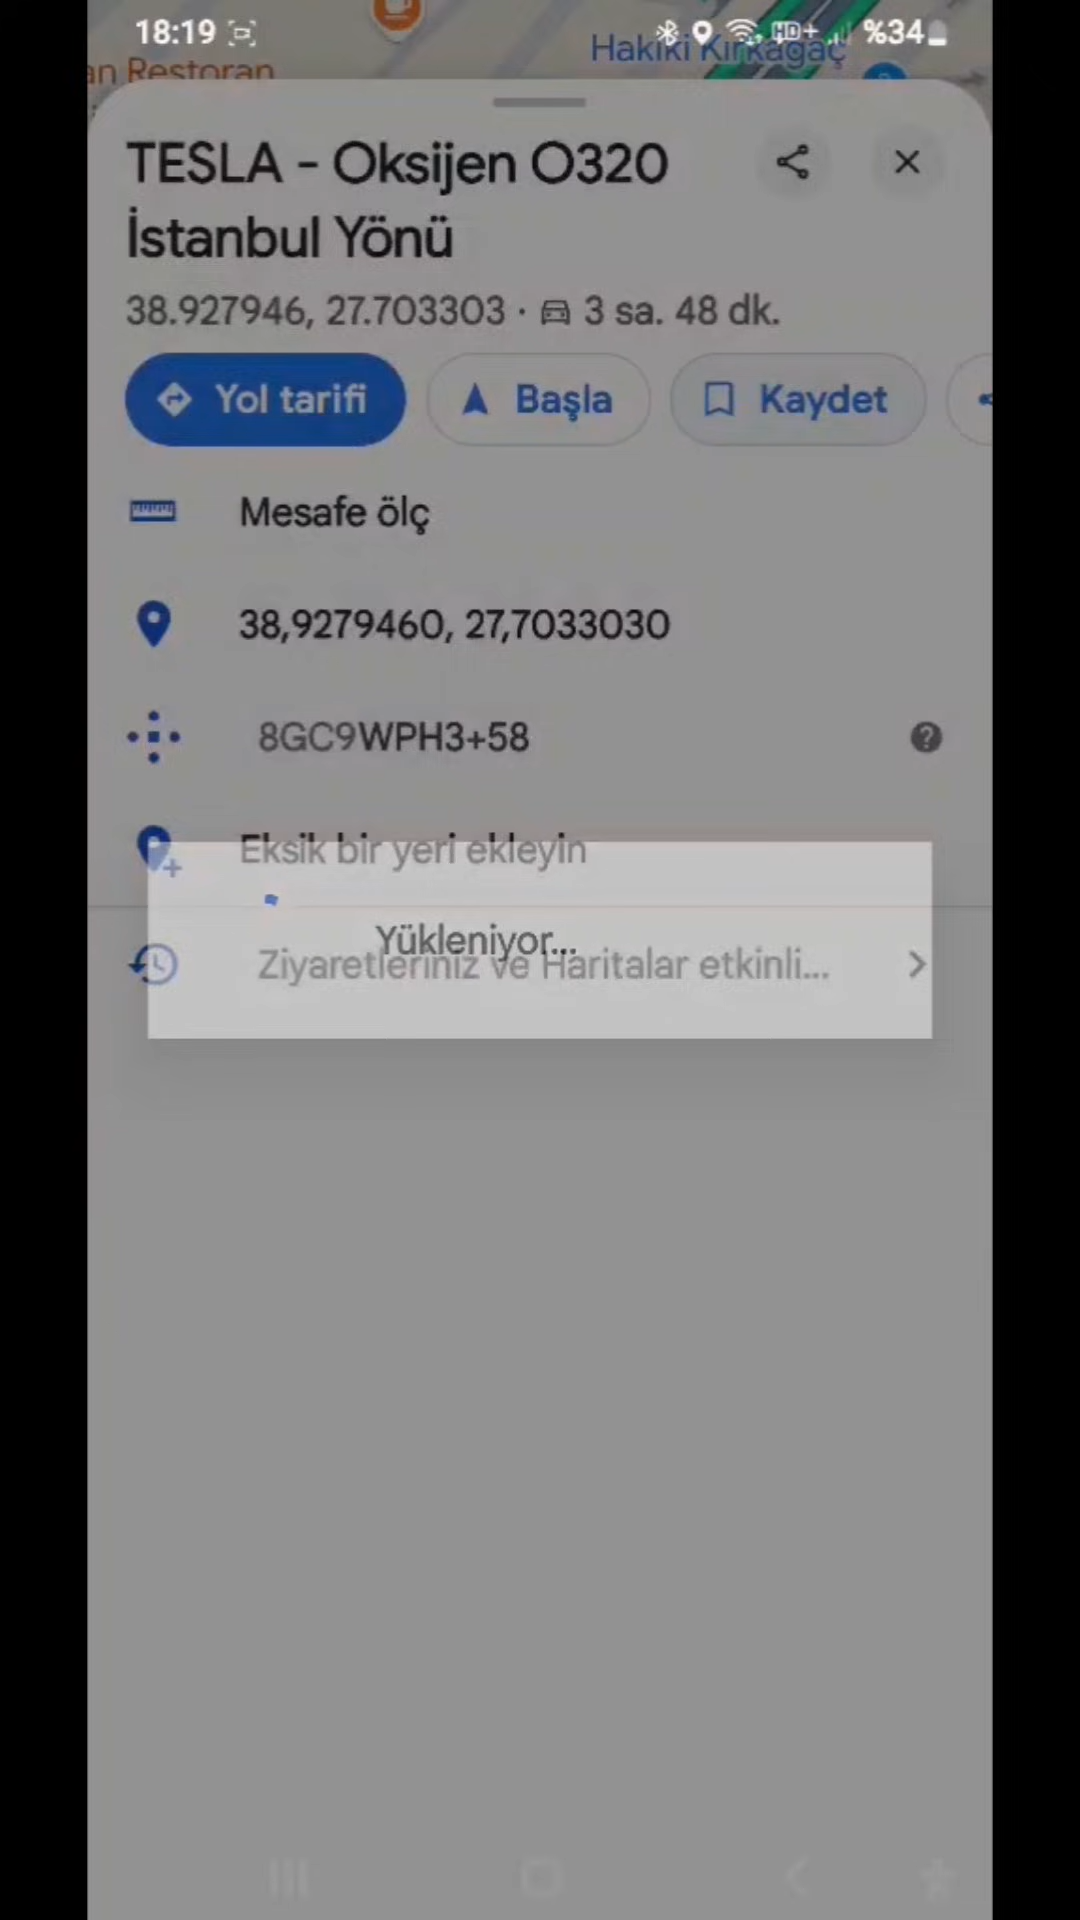 18:19
HD+
%34
an Restoran
Hakiki Kırkağaç
TESLA - Oksijen O320
İstanbul Yönü
38.927946, 27.703303 · 3 sa. 48 dk.
Yol tarifi
Başla
Kaydet
Mesafe ölç
38,9279460, 27,7033030
8GC9WPH3+58
Eksik bir yeri ekleyin
Yükleniyor...
Ziyaretleriniz ve Haritalar etkinli...